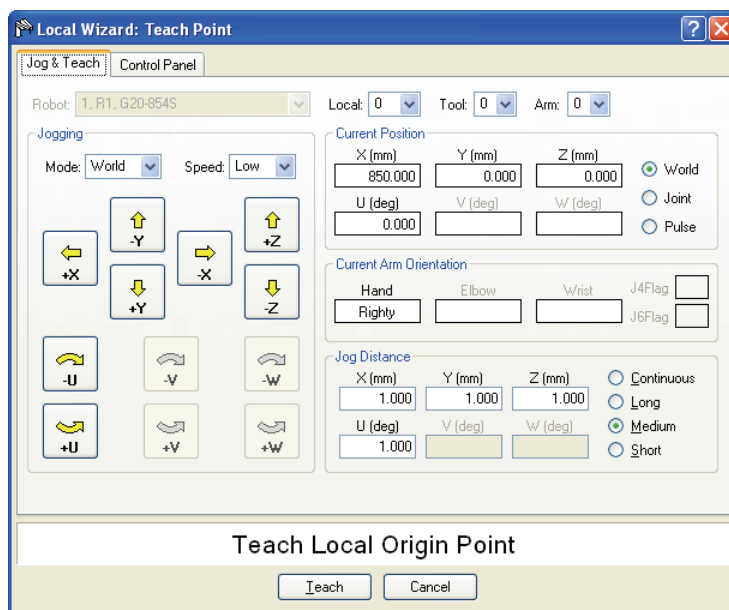 Local Wizard: Teach Point
Jog & Teach Control Panel
Robot: 1, R1, G20-854S Local: 0 Tool: 0 Arm: 0
Jogging
Mode: World Speed: Low
-Y +Z
+X -X
+Y -Z
-U -V -W
+U +V +W
Current Position
X (mm) Y (mm) Z (mm)
850.000 0.000 0.000
U (deg) V (deg) W (deg)
0.000
World
Joint
Pulse
Current Arm Orientation
Hand Elbow Wrist J4Flag
Righty J6Flag
Jog Distance
X (mm) Y (mm) Z (mm)
1.000 1.000 1.000
U (deg) V (deg) W (deg)
1.000
Continuous
Long
Medium
Short
Teach Local Origin Point
Teach Cancel